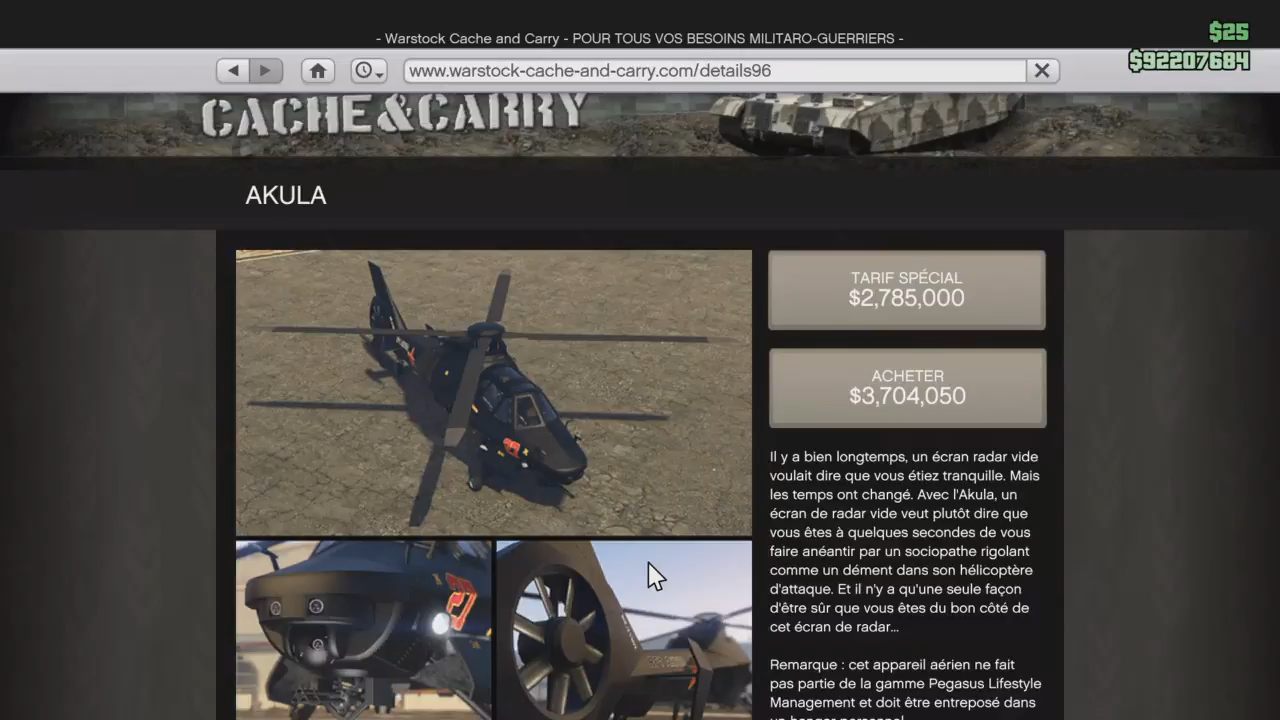 - Warstock Cache and Carry - POUR TOUS VOS BESOINS MILITARO-GUERRIERS -
$25
$92207684
www.warstock-cache-and-carry.com/details96
CACHE&CARRY
AKULA
TARIF SPÉCIAL
$2,785,000
ACHETER
$3,704,050
Il y a bien longtemps, un écran radar vide
voulait dire que vous étiez tranquille. Mais
les temps ont changé. Avec l'Akula, un
écran de radar vide veut plutôt dire que
vous êtes à quelques secondes de vous
faire anéantir par un sociopathe rigolant
comme un dément dans son hélicoptère
d'attaque. Et il n'y a qu'une seule façon
d'être sûr que vous êtes du bon côté de
cet écran de radar...
Remarque : cet appareil aérien ne fait
pas partie de la gamme Pegasus Lifestyle
Management et doit être entreposé dans
un hangar personnel.
27